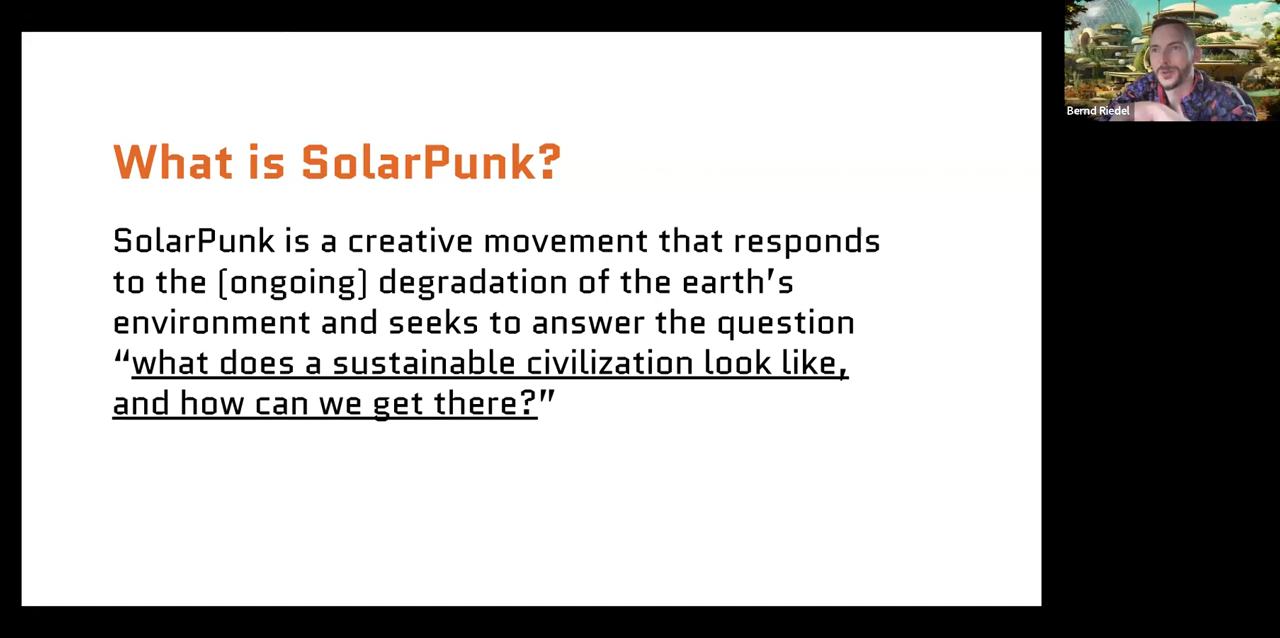 What is SolarPunk?
SolarPunk is a creative movement that responds
to the [ongoing] degradation of the earth’s
environment and seeks to answer the question
“what does a sustainable civilization look like,
and how can we get there?”
Bernd Riedel